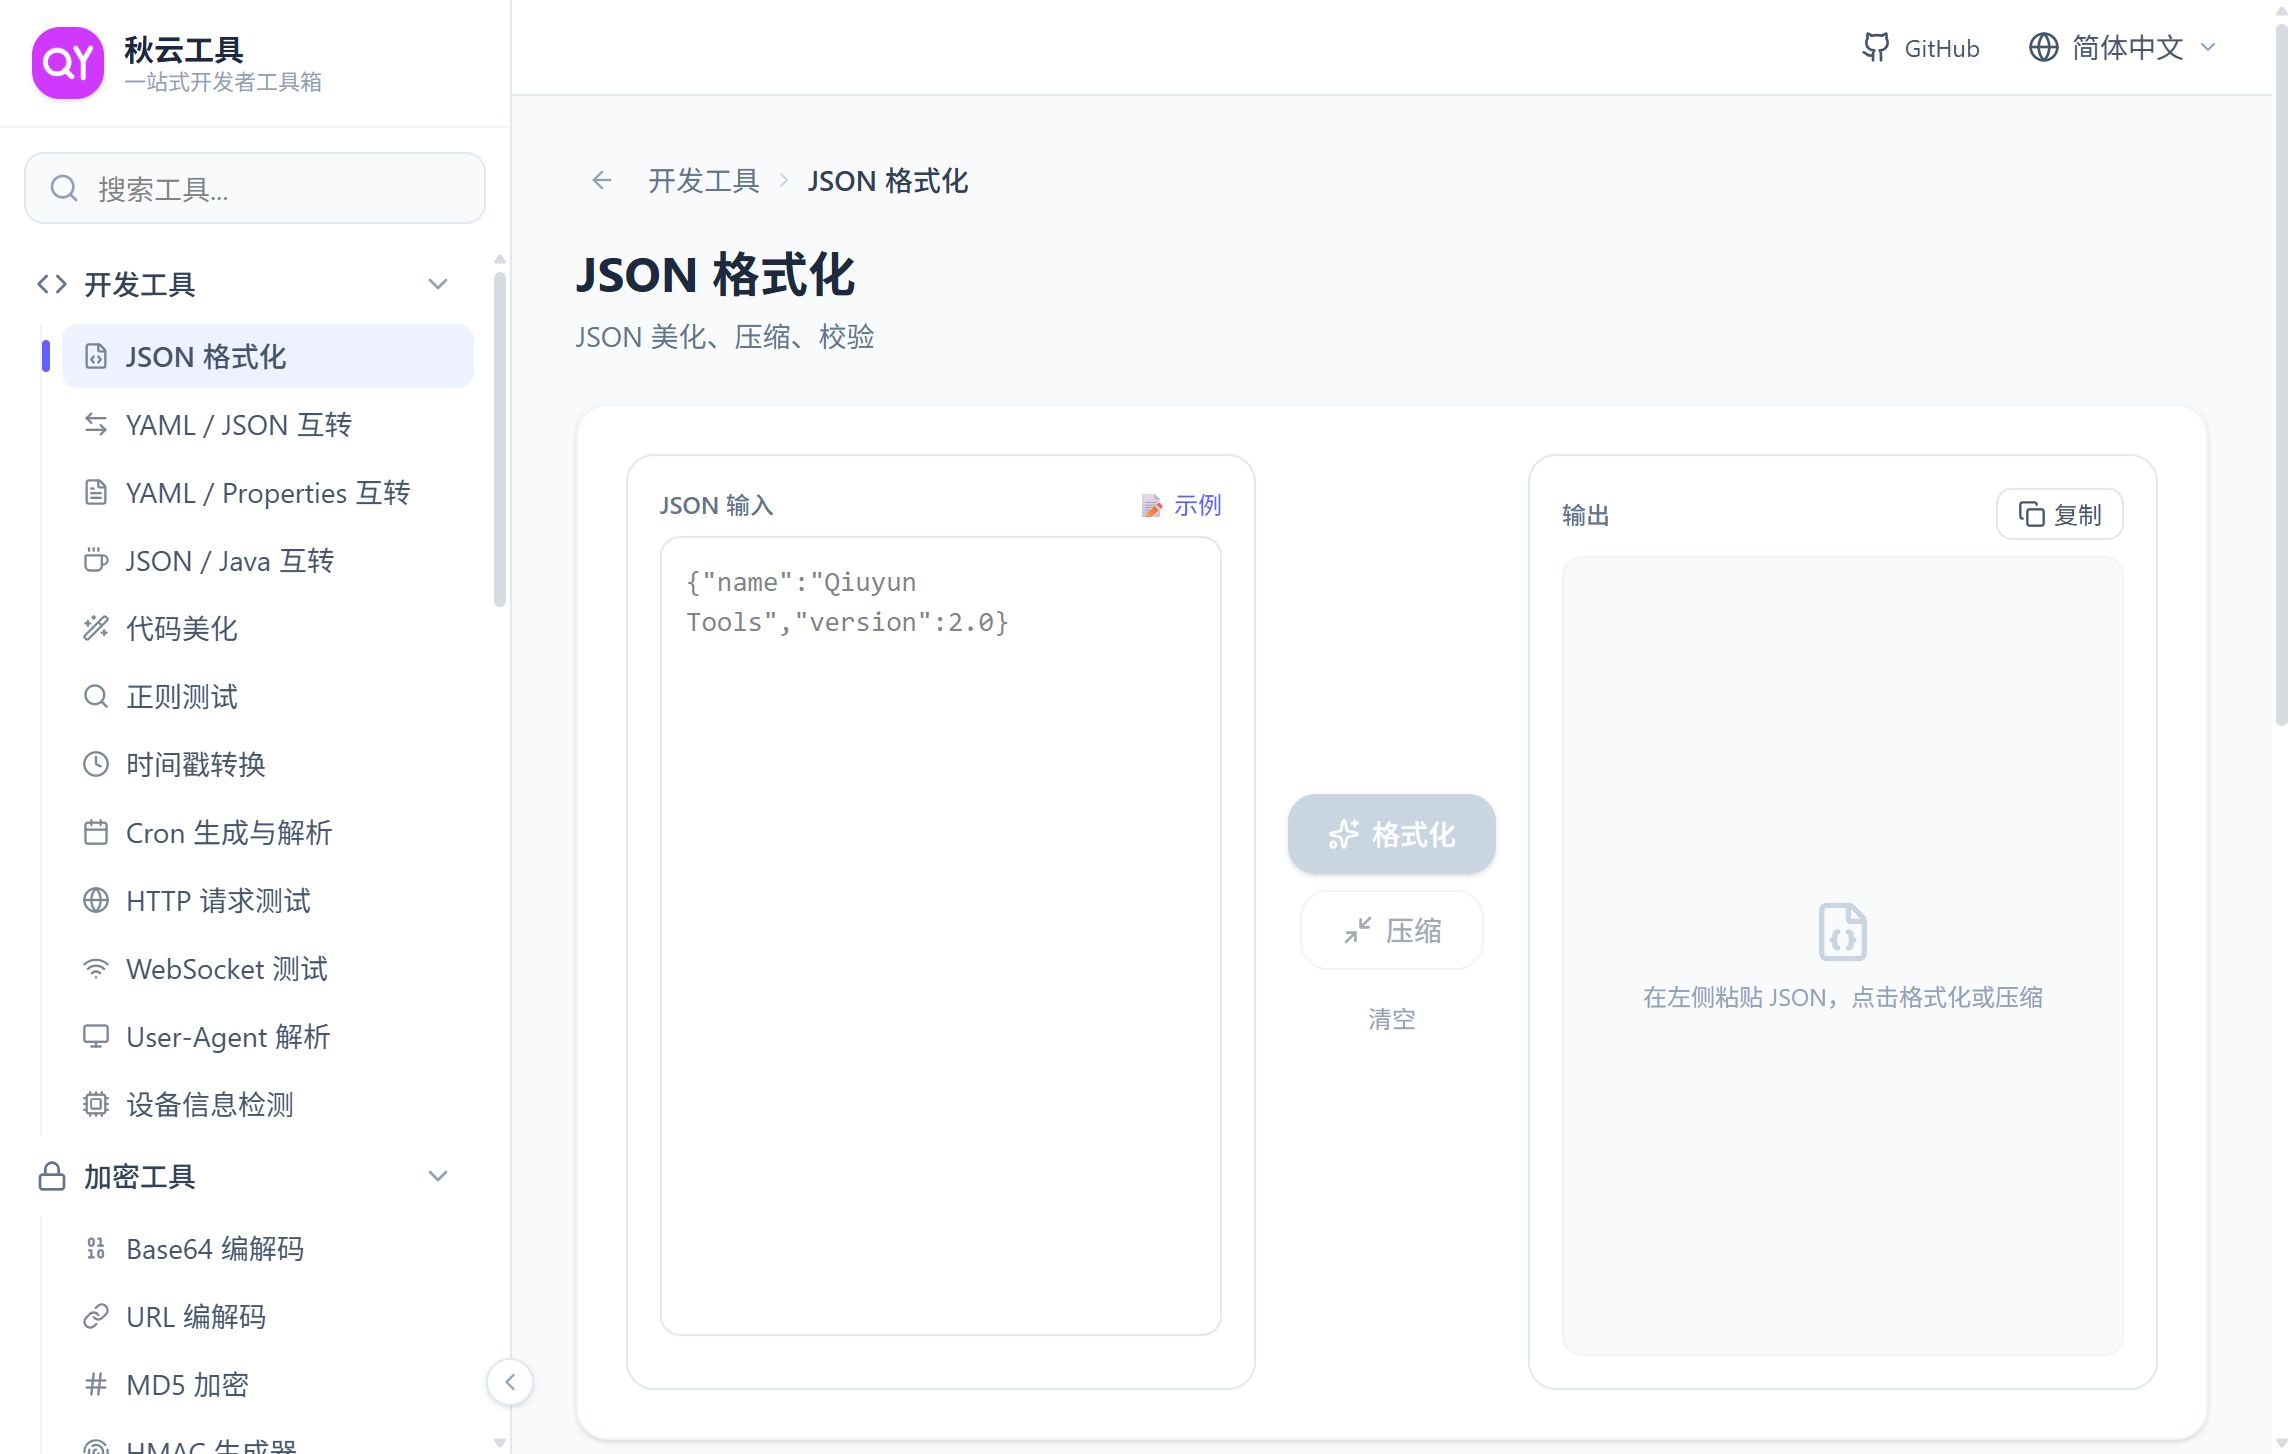 秋云工具
一站式开发者工具箱
搜索工具...
开发工具
JSON 格式化
YAML / JSON 互转
YAML / Properties 互转
JSON / Java 互转
代码美化
正则测试
时间戳转换
Cron 生成与解析
HTTP 请求测试
WebSocket 测试
User-Agent 解析
设备信息检测
加密工具
Base64 编解码
URL 编解码
MD5 加密
HMAC 生成器
GitHub
简体中文
开发工具
JSON 格式化
JSON 格式化
JSON 美化、压缩、校验
JSON 输入
示例
{"name":"Qiuyun
Tools","version":2.0}
格式化
压缩
清空
输出
复制
在左侧粘贴 JSON，点击格式化或压缩
QY